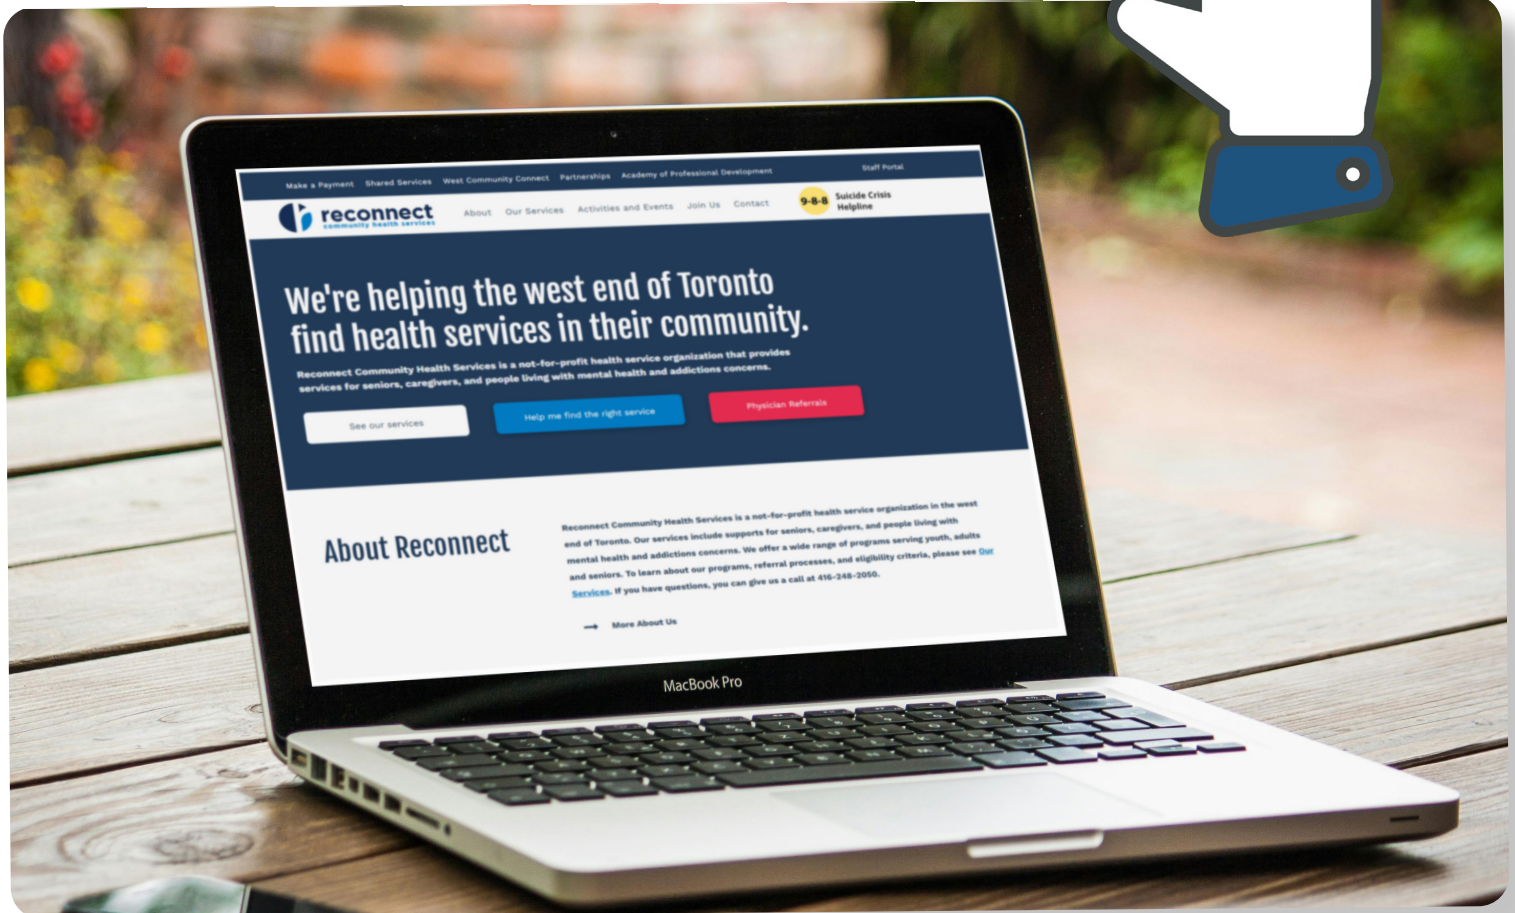 Make a Payment Shared Services West Community Connect Partnerships Academy of Professional Development Staff Portal
reconnect
community health services
About Our Services Activities and Events Join Us Contact
9-8-8
Suicide Crisis
Helpline
We're helping the west end of Toronto
find health services in their community.
Reconnect Community Health Services is a not-for-profit health service organization that provides
services for seniors, caregivers, and people living with mental health and addictions concerns.
See our services
Help me find the right service
Physician Referrals
About Reconnect
Reconnect Community Health Services is a not-for-profit health service organization in the west
end of Toronto. Our services include supports for seniors, caregivers, and people living with
mental health and addictions concerns. We offer a wide range of programs serving youth, adults
and seniors. To learn about our programs, referral processes, and eligibility criteria, please see Our
Services. If you have questions, you can give us a call at 416-248-2050.
→ More About Us
MacBook Pro